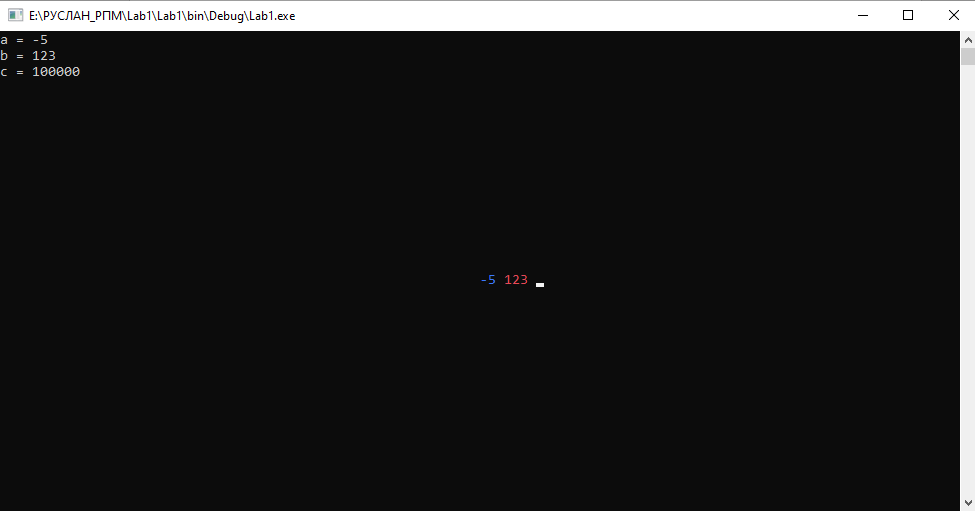 E:\РУСЛАН_РПМ\Lab1\Lab1\bin\Debug\Lab1.exe
a = -5
b = 123
c = 100000
-5 123